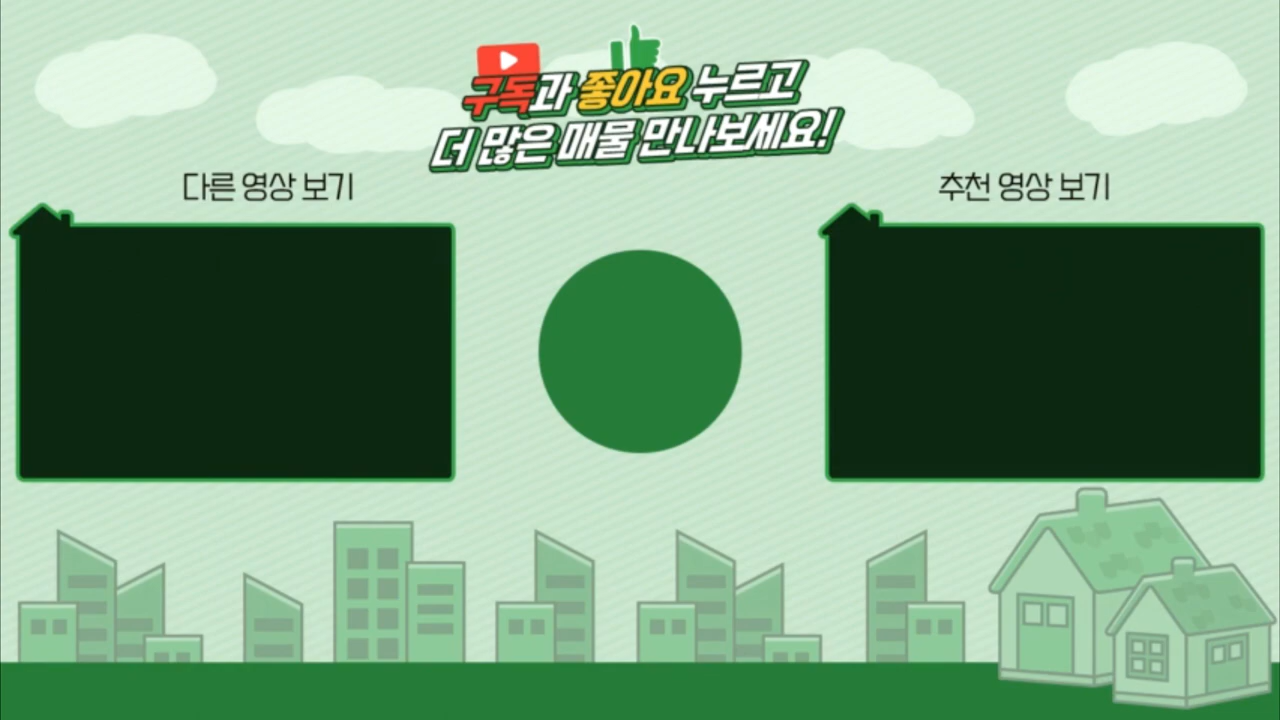 구독과 좋아요 누르고
더 많은 매물 만나보세요!
다른 영상 보기
추천 영상 보기